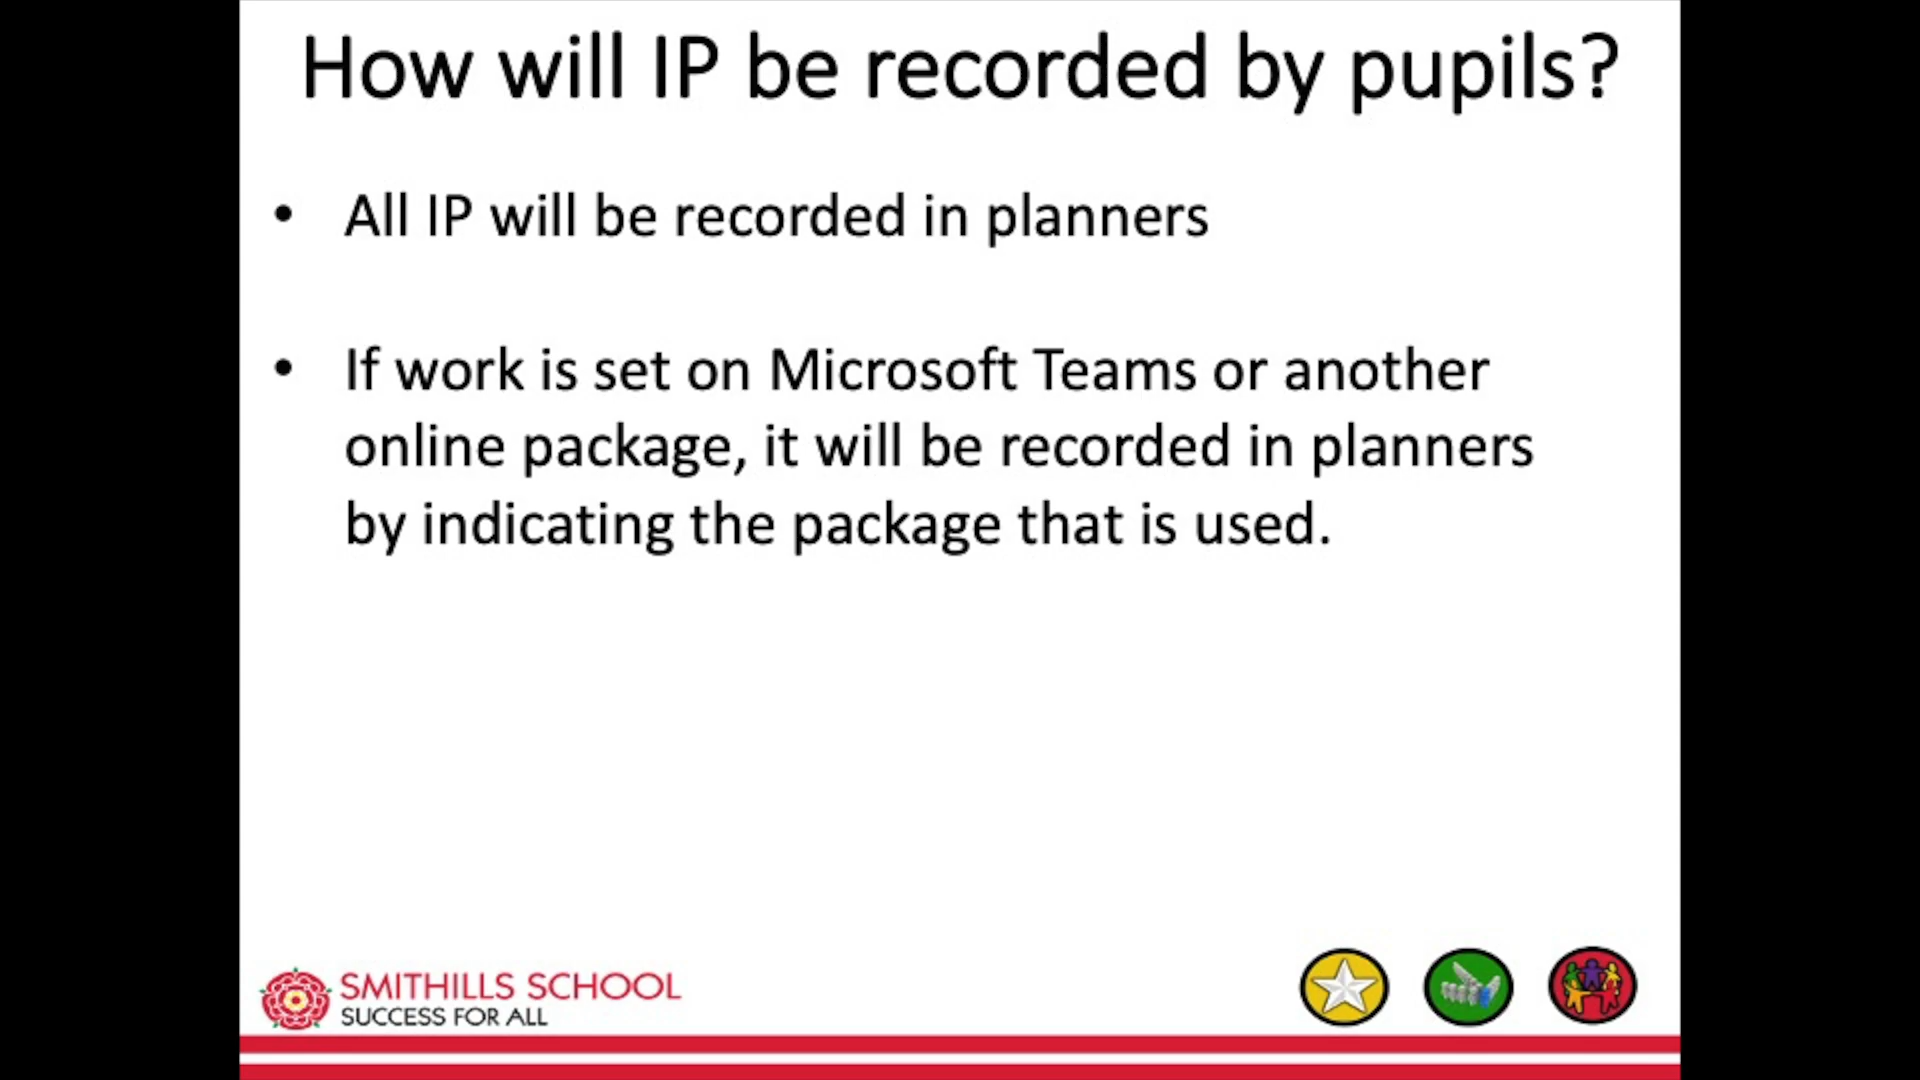 How will IP be recorded by pupils?
• All IP will be recorded in planners
• If work is set on Microsoft Teams or another
online package, it will be recorded in planners
by indicating the package that is used.
SMITHILLS SCHOOL
SUCCESS FOR ALL